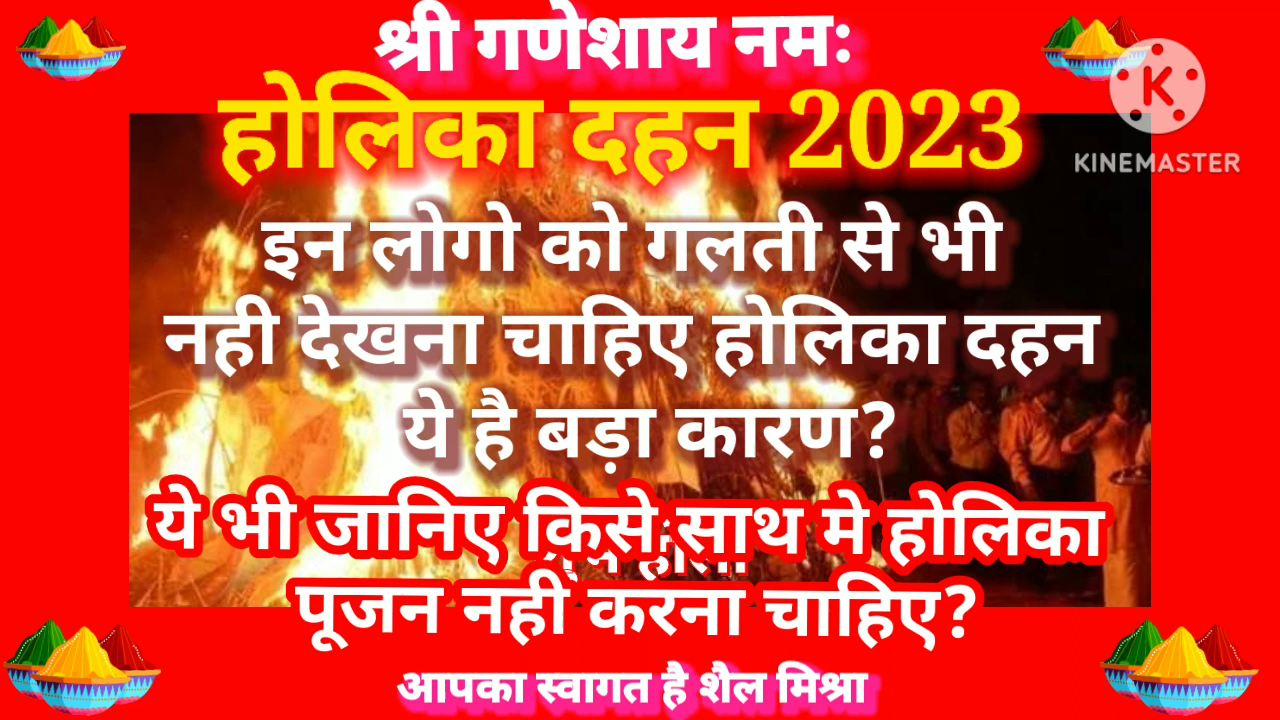 श्री गणेशाय नमः
होलिका दहन 2023
KINEMASTER
इन लोगो को गलती से भी
नही देखना चाहिए होलिका दहन
ये है बड़ा कारण?
ये भी जानिए किसे साथ मे होलिका
पूजन नही करना चाहिए?
आपका स्वागत है शैल मिश्रा